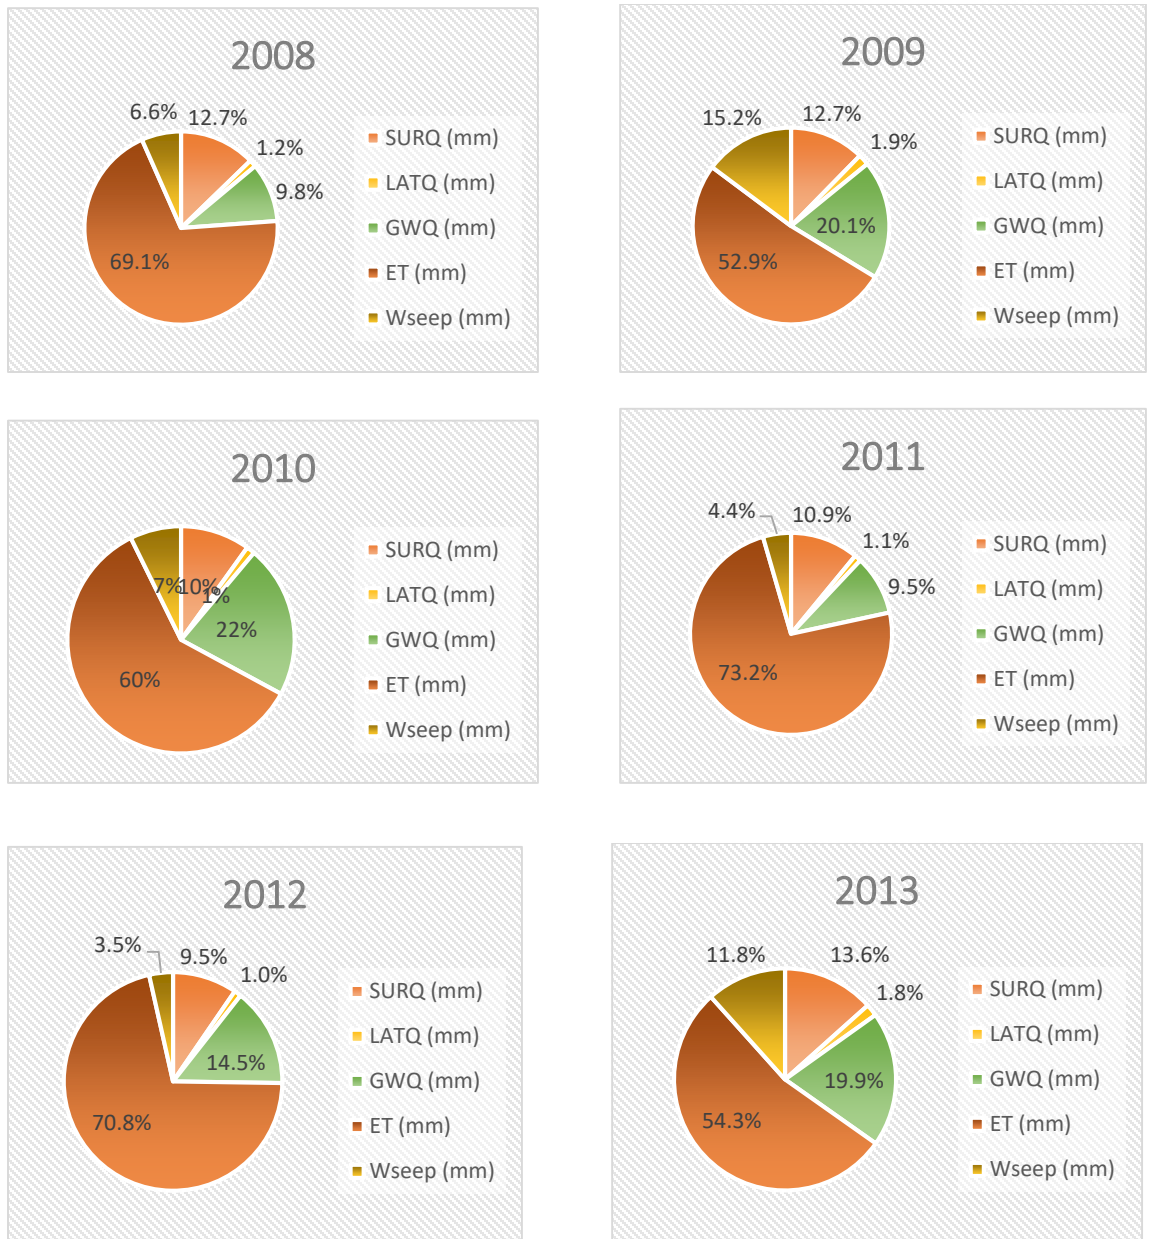 2008
6.6%
12.7%
1.2%
9.8%
69.1%
SURQ (mm)
LATQ (mm)
GWQ (mm)
ET (mm)
Wseep (mm)
2009
15.2%
12.7%
1.9%
20.1%
52.9%
SURQ (mm)
LATQ (mm)
GWQ (mm)
ET (mm)
Wseep (mm)
2010
7%
10%
1%
22%
60%
SURQ (mm)
LATQ (mm)
GWQ (mm)
ET (mm)
Wseep (mm)
2011
4.4%
10.9%
1.1%
9.5%
73.2%
SURQ (mm)
LATQ (mm)
GWQ (mm)
ET (mm)
Wseep (mm)
2012
3.5%
9.5%
1.0%
14.5%
70.8%
SURQ (mm)
LATQ (mm)
GWQ (mm)
ET (mm)
Wseep (mm)
2013
11.8%
13.6%
1.8%
19.9%
54.3%
SURQ (mm)
LATQ (mm)
GWQ (mm)
ET (mm)
Wseep (mm)